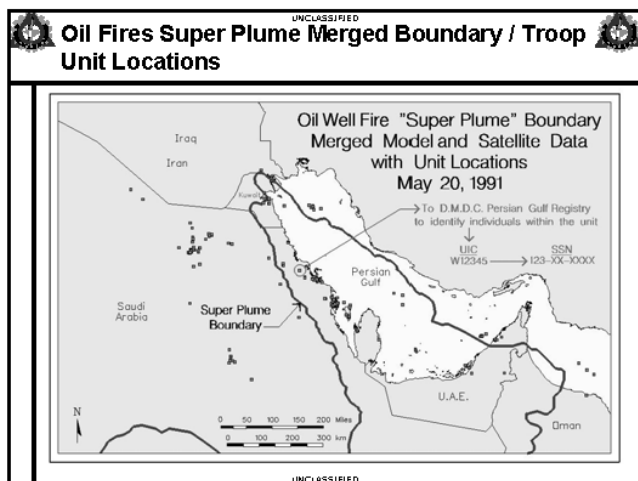 UNCLASSIFIED
Oil Fires Super Plume Merged Boundary / Troop
Unit Locations
Oil Well Fire "Super Plume" Boundary
Merged Model and Satellite Data
with Unit Locations
May 20, 1991
Iraq
Iran
Kuwait
To D.M.D.C. Persian Gulf Registry
to identify individuals within the unit
UIC
SSN
W12345
123-XX-XXXX
Persian
Gulf
Saudi
Arabia
Super Plume
Boundary
U.A.E.
Oman
N
0 50 100 150 200 Miles
0 100 200 300 km
UNCLASSIFIED